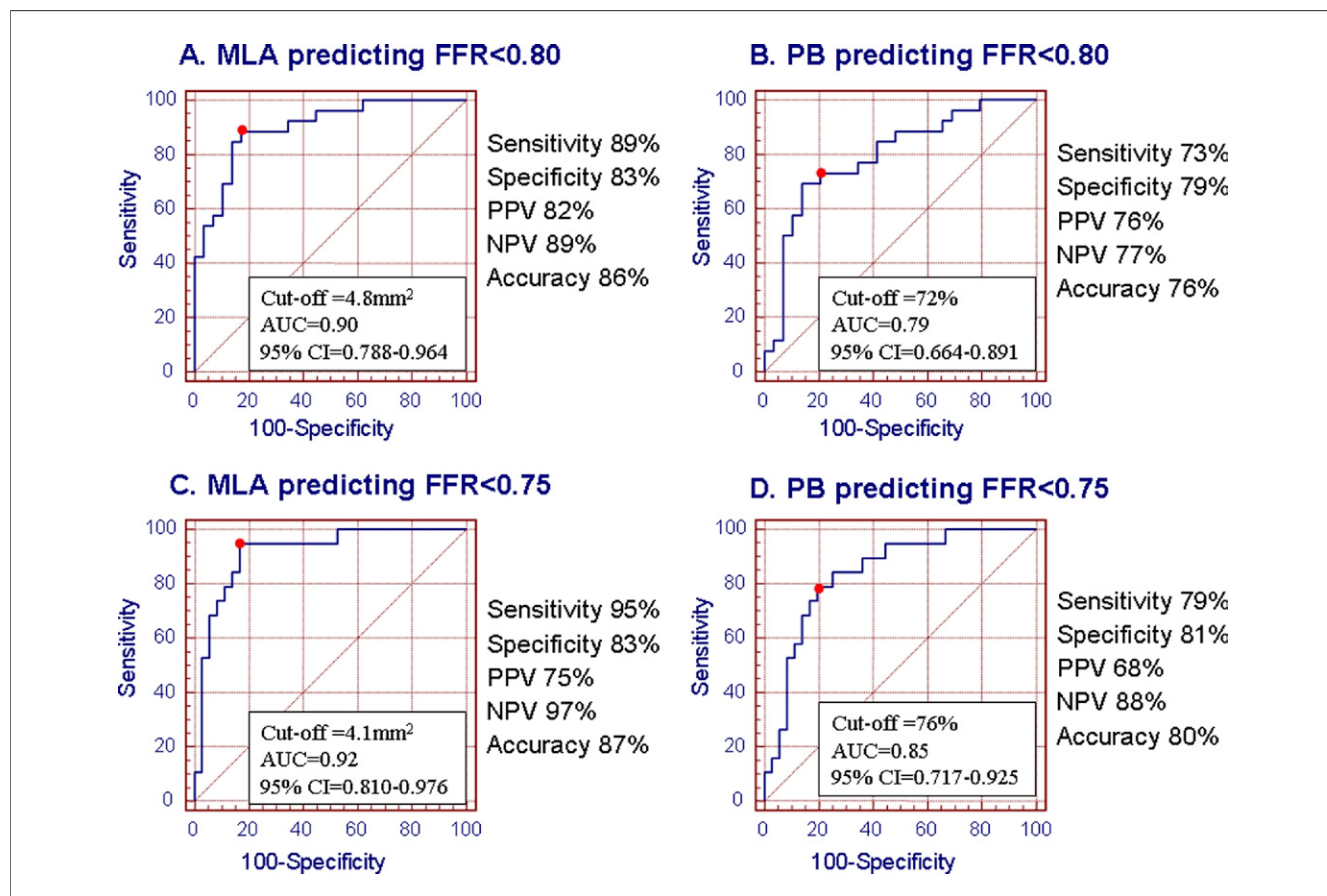 A. MLA predicting FFR<0.80
Sensitivity
100
80
60
40
20
0
0 20 40 60 80 100
100-Specificity
Cut-off =4.8mm²
AUC=0.90
95% CI=0.788-0.964
Sensitivity 89%
Specificity 83%
PPV 82%
NPV 89%
Accuracy 86%
B. PB predicting FFR<0.80
Sensitivity
100
80
60
40
20
0
0 20 40 60 80 100
100-Specificity
Cut-off =72%
AUC=0.79
95% CI=0.664-0.891
Sensitivity 73%
Specificity 79%
PPV 76%
NPV 77%
Accuracy 76%
C. MLA predicting FFR<0.75
Sensitivity
100
80
60
40
20
0
0 20 40 60 80 100
100-Specificity
Cut-off =4.1mm²
AUC=0.92
95% CI=0.810-0.976
Sensitivity 95%
Specificity 83%
PPV 75%
NPV 97%
Accuracy 87%
D. PB predicting FFR<0.75
Sensitivity
100
80
60
40
20
0
0 20 40 60 80 100
100-Specificity
Cut-off =76%
AUC=0.85
95% CI=0.717-0.925
Sensitivity 79%
Specificity 81%
PPV 68%
NPV 88%
Accuracy 80%